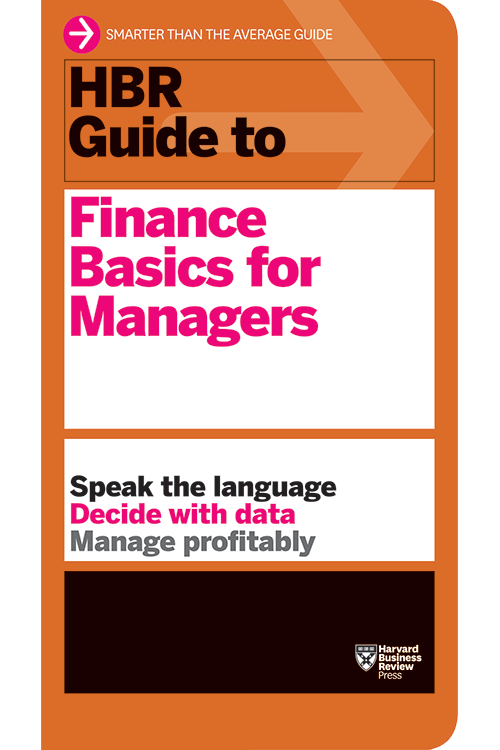 SMARTER THAN THE AVERAGE GUIDE
HBR
Guide to
Finance
Basics for
Managers
Speak the language
Decide with data
Manage profitably
Harvard
Business
Review
Press